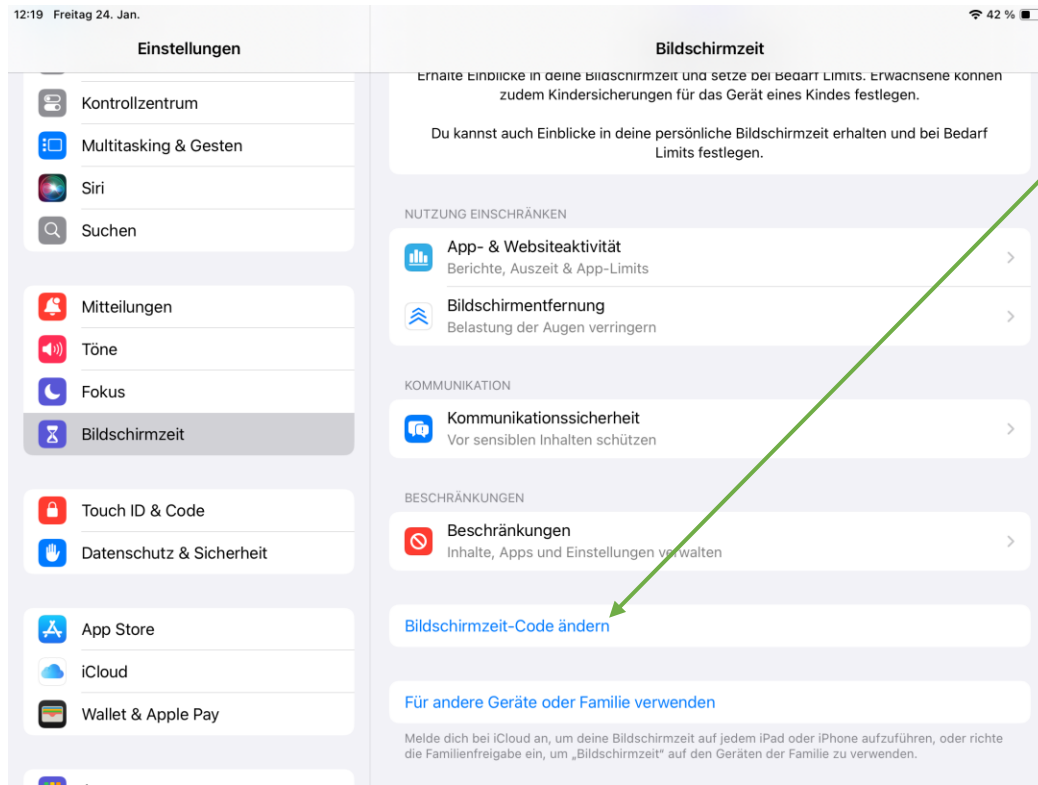 12:19 Freitag 24. Jan.
42 %
Einstellungen
Kontrollzentrum
Multitasking & Gesten
Siri
Suchen
Mitteilungen
Töne
Fokus
Bildschirmzeit
Touch ID & Code
Datenschutz & Sicherheit
App Store
iCloud
Wallet & Apple Pay
Bildschirmzeit
Erhalte Einblicke in deine Bildschirmzeit und setze bei Bedarf Limits. Erwachsene können
zudem Kindersicherungen für das Gerät eines Kindes festlegen.
Du kannst auch Einblicke in deine persönliche Bildschirmzeit erhalten und bei Bedarf
Limits festlegen.
NUTZUNG EINSCHRÄNKEN
App- & Websiteaktivität
Berichte, Auszeit & App-Limits
Bildschirmentfernung
Belastung der Augen verringern
KOMMUNIKATION
Kommunikationssicherheit
Vor sensiblen Inhalten schützen
BESCHRÄNKUNGEN
Beschränkungen
Inhalte, Apps und Einstellungen verwalten
Bildschirmzeit-Code ändern
Für andere Geräte oder Familie verwenden
Melde dich bei iCloud an, um deine Bildschirmzeit auf jedem iPad oder iPhone aufzuführen, oder richte
die Familienfreigabe ein, um „Bildschirmzeit“ auf den Geräten der Familie zu verwenden.